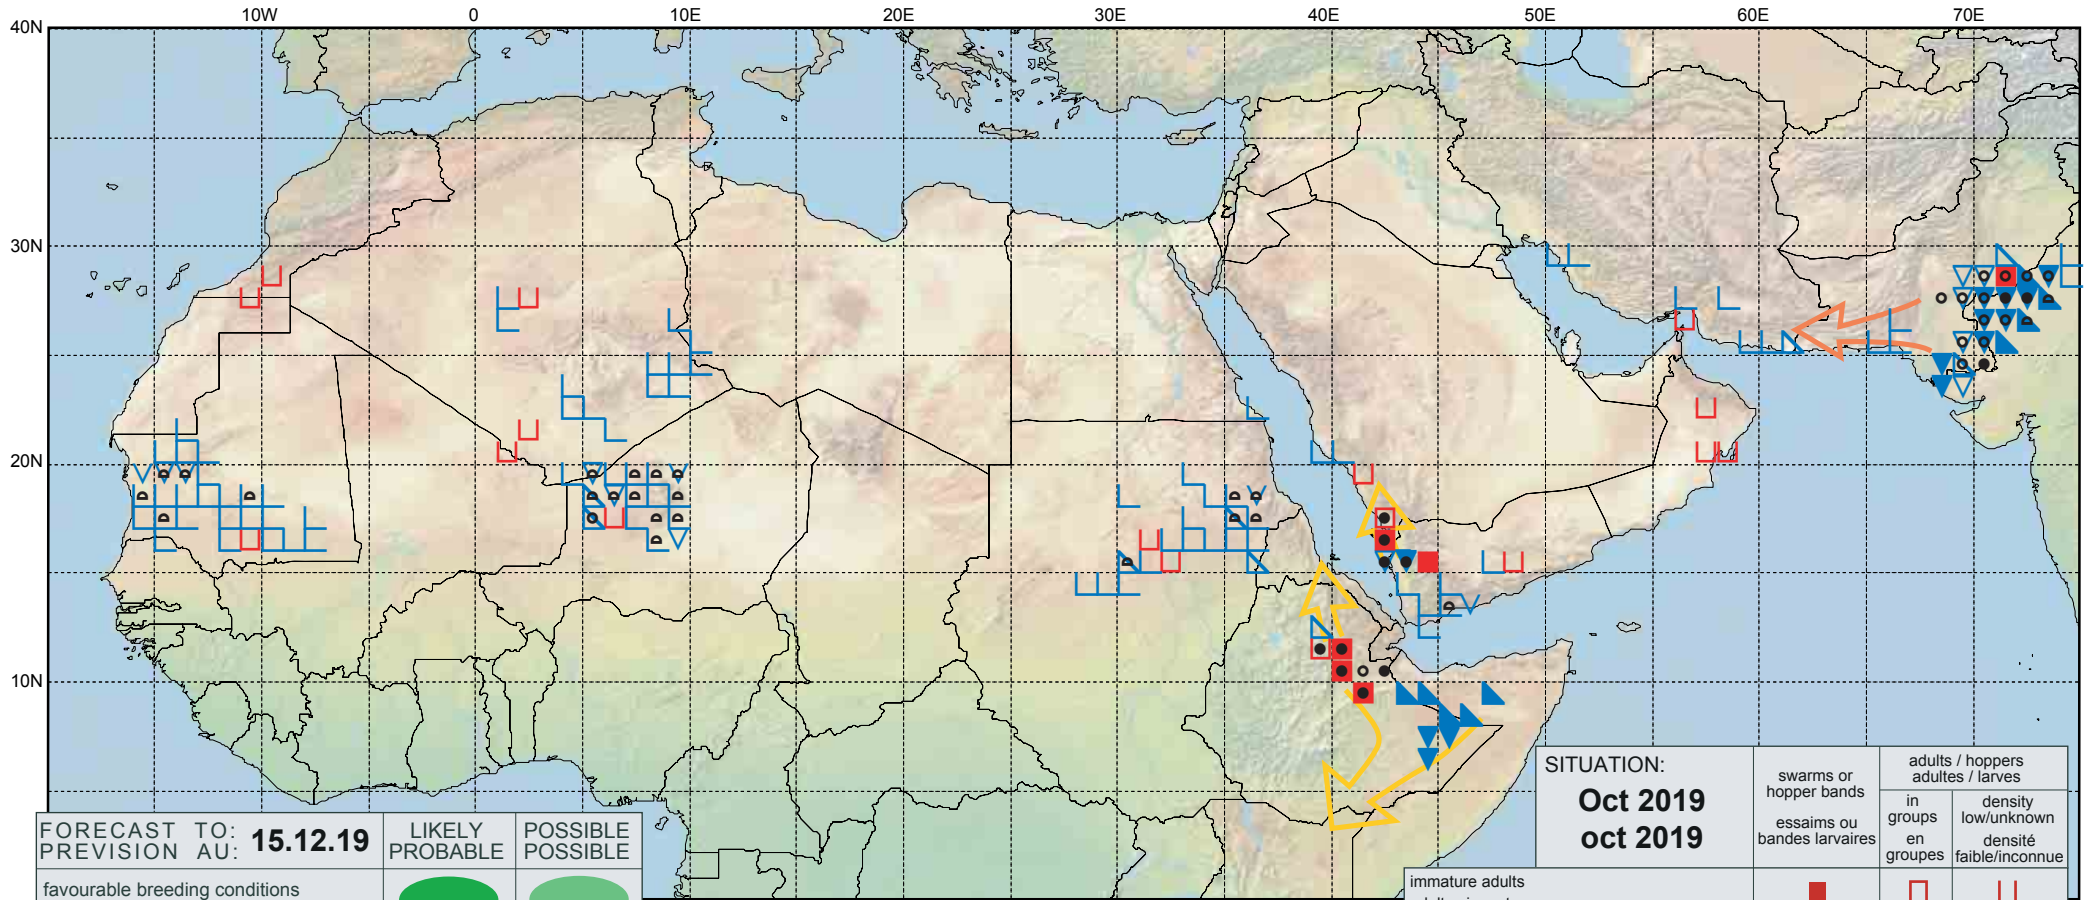 10W 0 10E 20E 30E 40E 50E 60E 70E
40N
30N
20N
10N
SITUATION:
Oct 2019
oct 2019
swarms or
hopper bands
essaims ou
bandes larvaires
adults / hoppers
adultes / larves
in
groups
en
groupes
density
low/unknown
densité
faible/inconnue
immature adults
FORECAST TO: 15.12.19
PREVISION AU:
LIKELY
PROBABLE
POSSIBLE
POSSIBLE
favourable breeding conditions